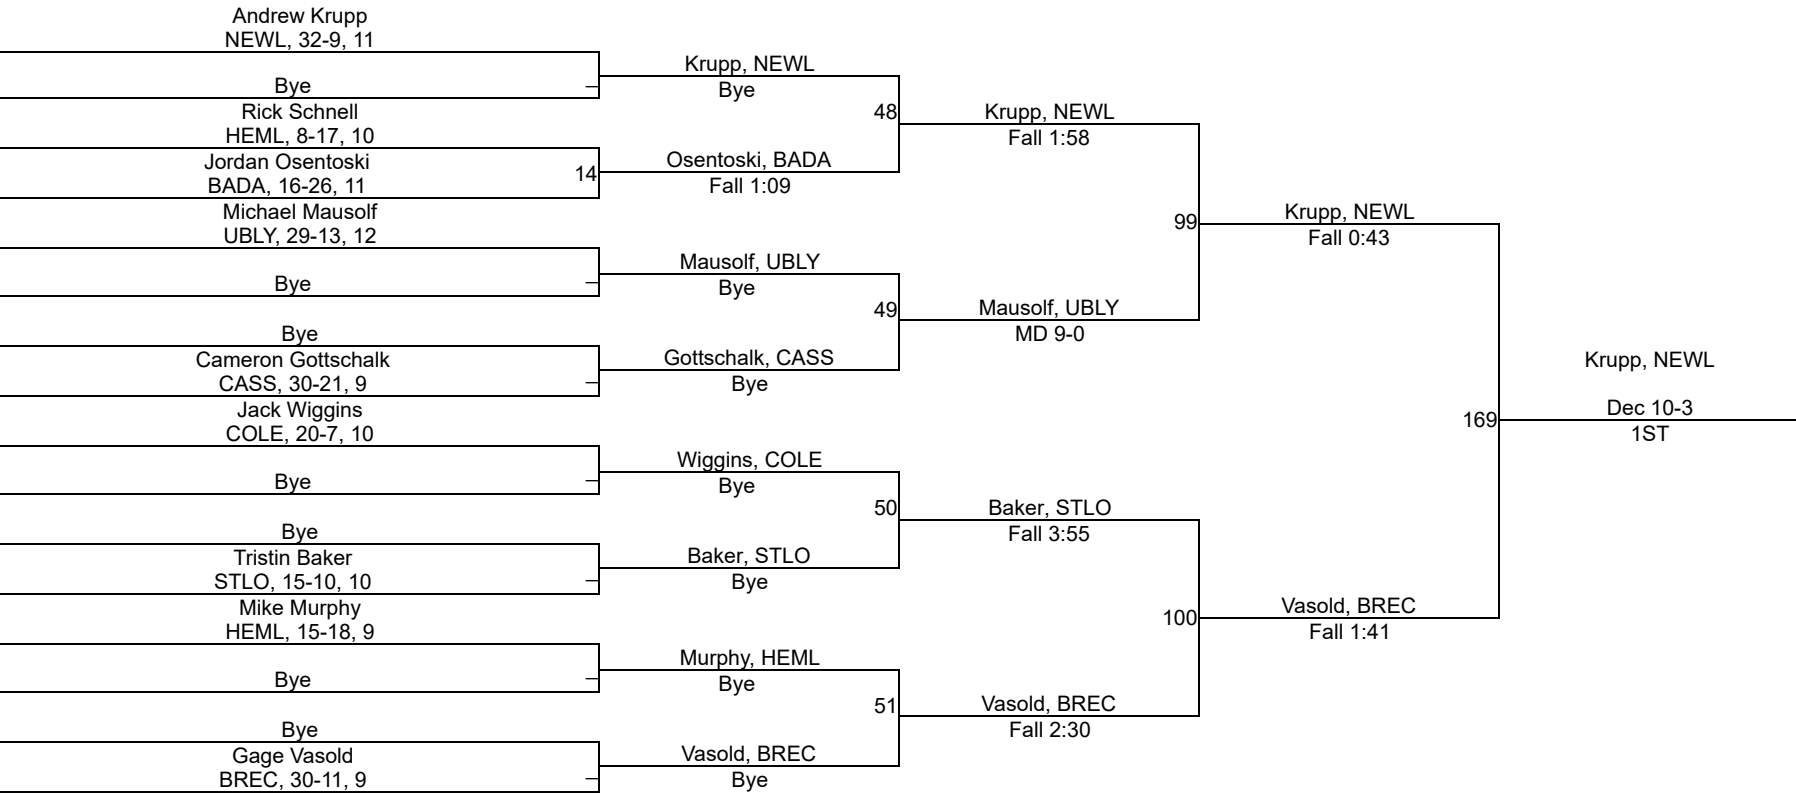 Andrew Krupp
NEWL, 32-9, 11
Bye
Rick Schnell
HEML, 8-17, 10
Jordan Osentoski
BADA, 16-26, 11
14
Michael Mausolf
UBLY, 29-13, 12
Bye
Bye
Cameron Gottschalk
CASS, 30-21, 9
Jack Wiggins
COLE, 20-7, 10
Bye
Bye
Tristin Baker
STLO, 15-10, 10
Mike Murphy
HEML, 15-18, 9
Bye
Bye
Gage Vasold
BREC, 30-11, 9
Krupp, NEWL
Bye
48
Osentoski, BADA
Fall 1:09
Mausolf, UBLY
Bye
49
Gottschalk, CASS
Bye
Wiggins, COLE
Bye
50
Baker, STLO
Bye
Murphy, HEML
Bye
51
Vasold, BREC
Bye
Krupp, NEWL
Fall 1:58
99
Mausolf, UBLY
MD 9-0
Baker, STLO
Fall 3:55
100
Vasold, BREC
Fall 2:30
Krupp, NEWL
Fall 0:43
169
Vasold, BREC
Fall 1:41
Krupp, NEWL
Dec 10-3
1ST